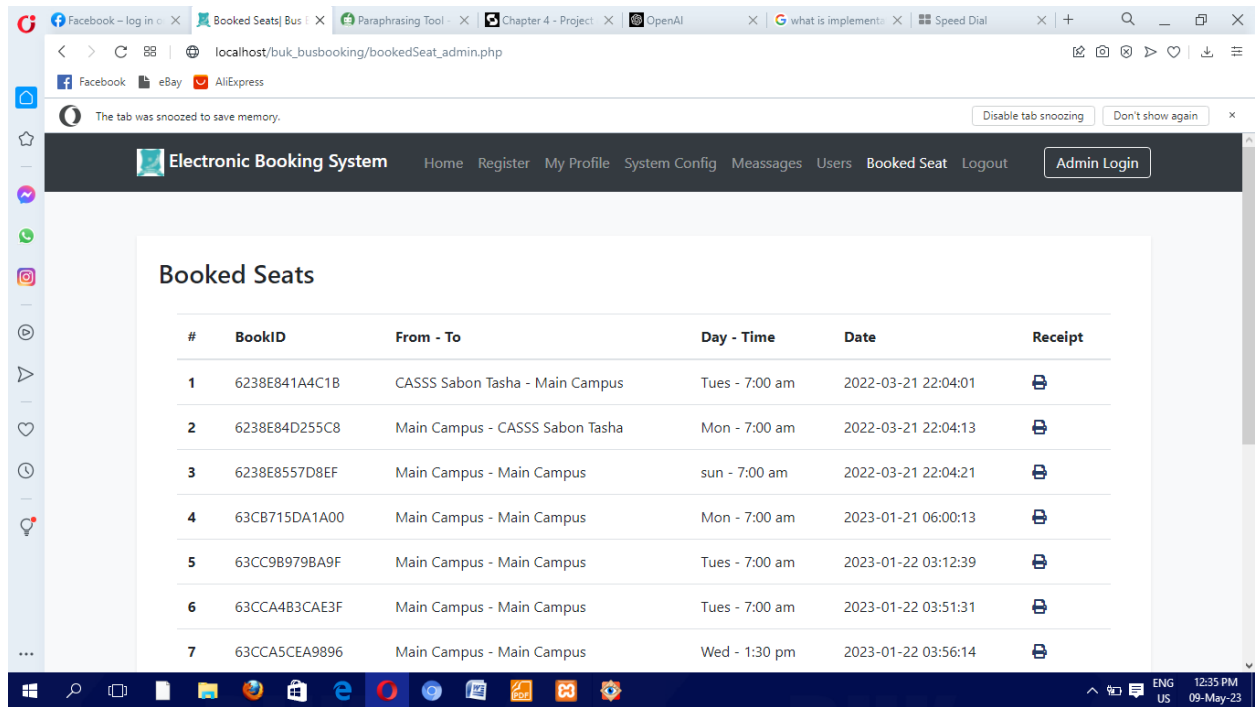 Facebook – log in o
Booked Seats| Bus B
Paraphrasing Tool -
Chapter 4 - Project
OpenAI
what is implementa
Speed Dial
localhost/buk_busbooking/bookedSeat_admin.php
Facebook eBay AliExpress
The tab was snoozed to save memory. Disable tab snoozing Don't show again
Electronic Booking System Home Register My Profile System Config Meassages Users Booked Seat Logout Admin Login
Booked Seats
# BookID From - To Day - Time Date Receipt
1 6238E841A4C1B CASSS Sabon Tasha - Main Campus Tues - 7:00 am 2022-03-21 22:04:01
2 6238E84D255C8 Main Campus - CASSS Sabon Tasha Mon - 7:00 am 2022-03-21 22:04:13
3 6238E8557D8EF Main Campus - Main Campus sun - 7:00 am 2022-03-21 22:04:21
4 63CB715DA1A00 Main Campus - Main Campus Mon - 7:00 am 2023-01-21 06:00:13
5 63CC9B979BA9F Main Campus - Main Campus Tues - 7:00 am 2023-01-22 03:12:39
6 63CCA4B3CAE3F Main Campus - Main Campus Tues - 7:00 am 2023-01-22 03:51:31
7 63CCA5CEA9896 Main Campus - Main Campus Wed - 1:30 pm 2023-01-22 03:56:14
ENG 12:35 PM
US 09-May-23